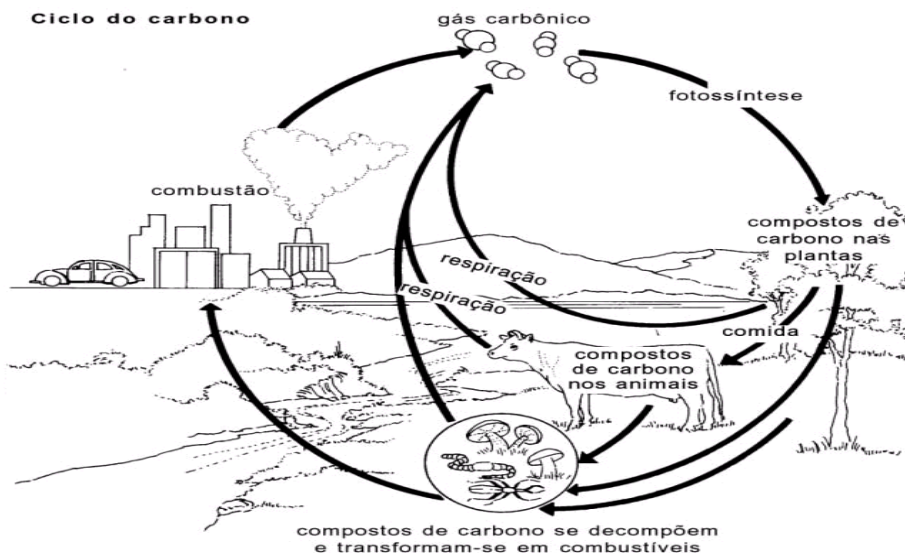 Ciclo do carbono
gás carbônico
fotossíntese
combustão
compostos de
carbono nas
plantas
respiração
respiração
comida
compostos
de carbono
nos animais
compostos de carbono se decompõem
e transformam-se em combustíveis